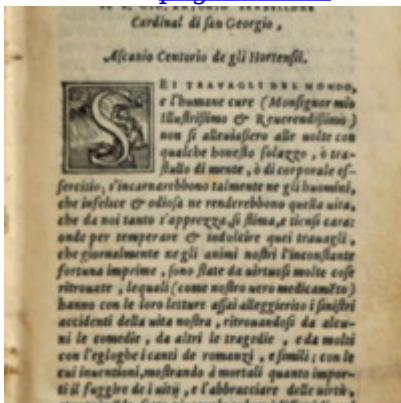 Cardinal di san Georgio,
Ascanio Centorio de gli Hortensii.
SEI TRAVAGLI DEL MONDO,
e l'humane cure (Monsignor mio
Illustrissimo & Reuerendissimo)
non si alleuiassero alle uolte con
qualche honesto solazzo, ò tra-
stullo di mente, ò di corporale es-
sercitio, s'incarnarebbono talmente ne gli huomini,
che infelice & odiosa ne renderebbono quella uita,
che da noi tanto s'apprezza, si stima, e tiensi cara:
onde per temperare & indolcire quei trauagli,
che giornalmente ne gli animi nostri l'inconstante
fortuna imprime, sono state da uirtuosi molte cose
ritrouate, lequali (come nostro uero medicamẽto)
hanno con le loro letture assai alleggierito i sinistri
accidenti della uita nostra, ritrouandosi da alcu-
ni le comedie, da altri le tragedie, e da molti
con l'egloghe i canti de romanzi, e simili; con le
cui inuentioni, mostrando à mortali quanto impor-
ti il fuggire de i uitij, e l'abbracciare delle uirtù,